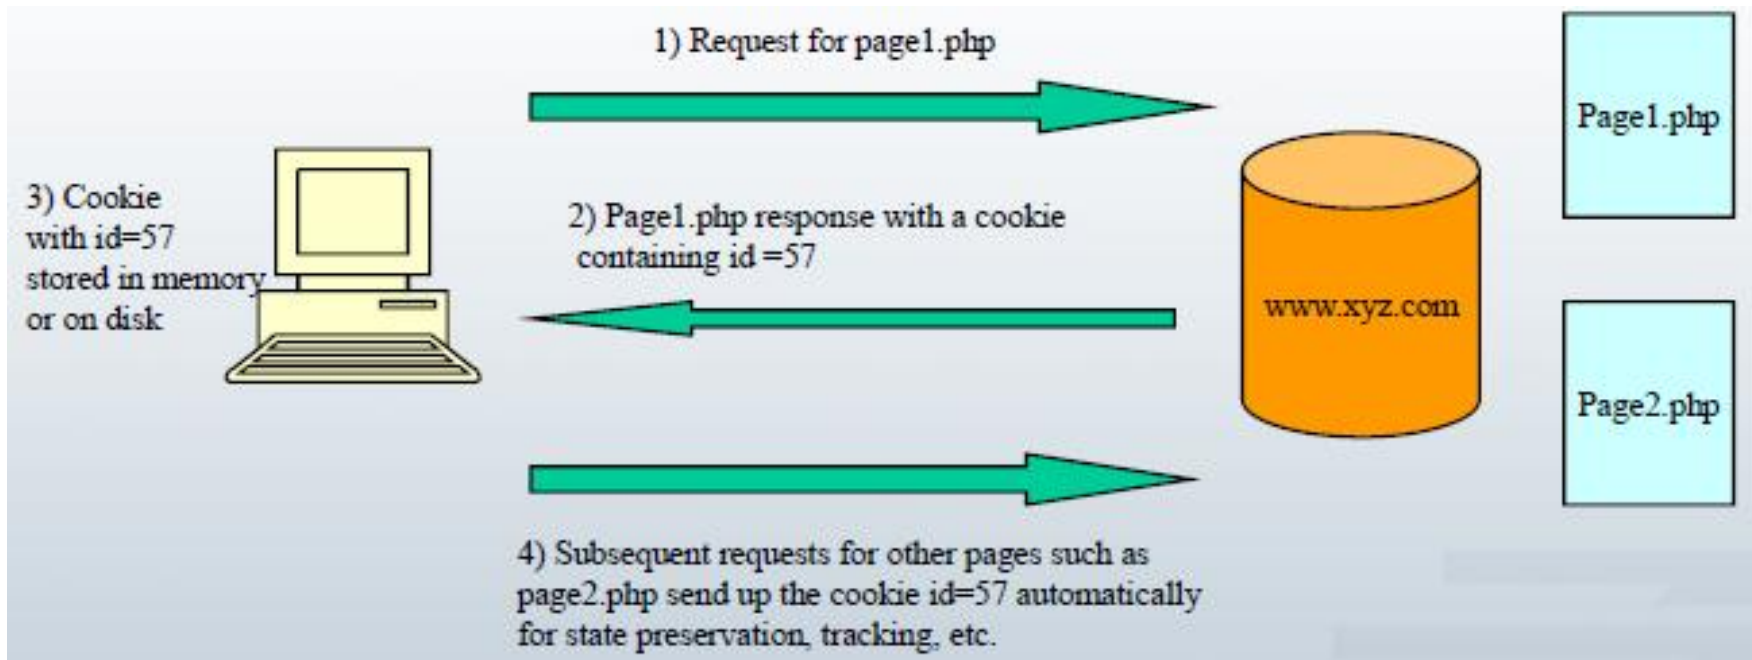 1) Request for page1.php
Page1.php
3) Cookie
with id=57
stored in memory
or on disk
2) Page1.php response with a cookie
containing id =57
www.xyz.com
Page2.php
4) Subsequent requests for other pages such as
page2.php send up the cookie id=57 automatically
for state preservation, tracking, etc.